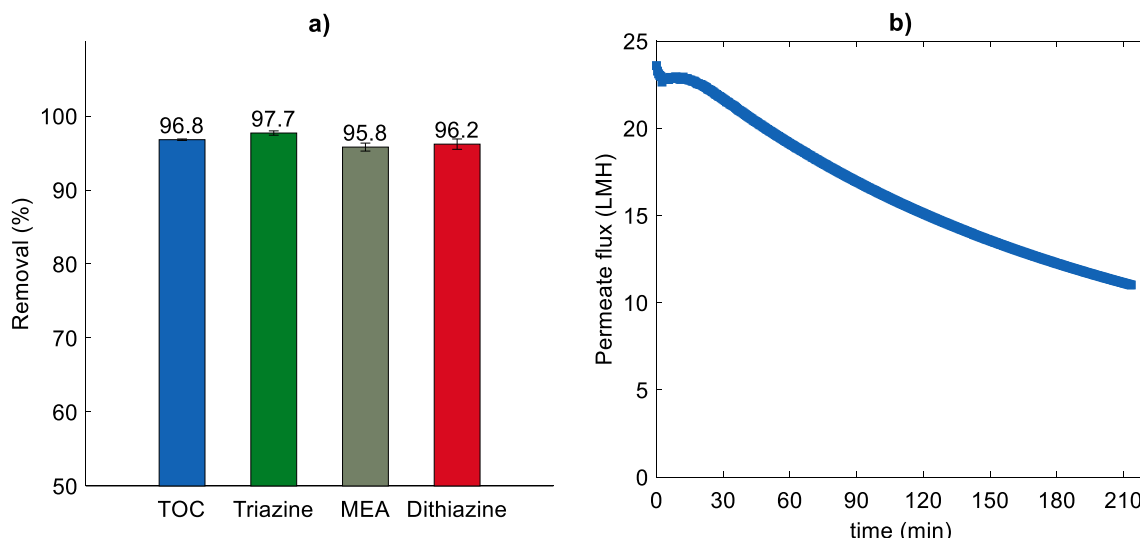 a)
Removal (%)
100
90
80
70
60
50
96.8
97.7
95.8
96.2
TOC
Triazine
MEA
Dithiazine
b)
Permeate flux (LMH)
25
20
15
10
5
0
0
30
60
90
120
150
180
210
time (min)